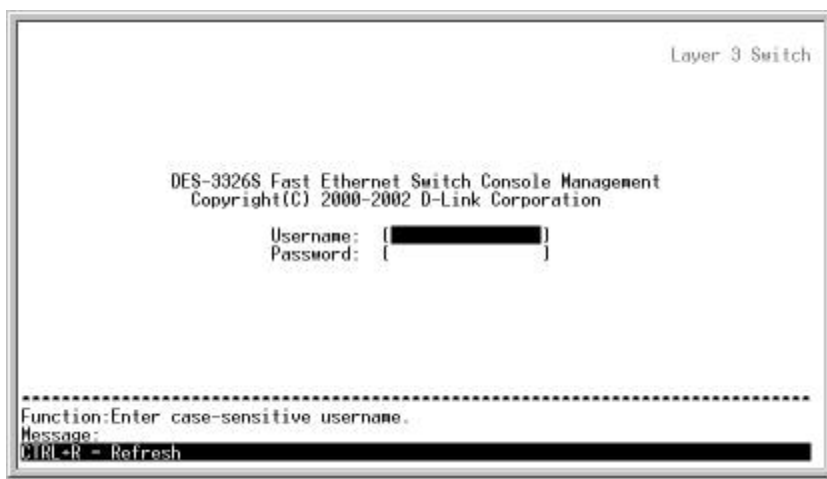 Layer 3 Switch
DES-3326S Fast Ethernet Switch Console Management
Copyright(C) 2000-2002 D-Link Corporation
Username: [ ]
Password: [ ]
Function:Enter case-sensitive username.
Message:
CTRL+R = Refresh